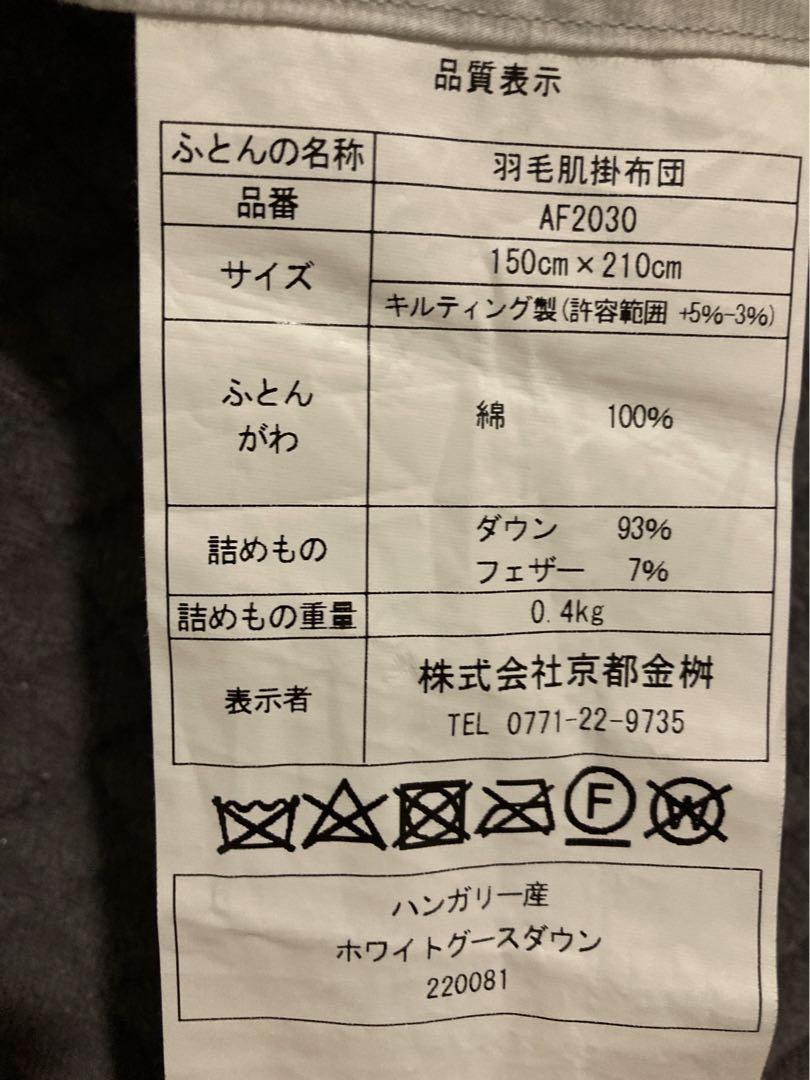 品質表示
ふとんの名称 羽毛肌掛布団
品番 AF2030
サイズ 150cm×210cm
キルティング製(許容範囲 +5%-3%)
ふとん
がわ
綿 100%
詰めもの
ダウン 93%
フェザー 7%
詰めもの重量 0.4kg
表示者
株式会社京都金桝
TEL 0771-22-9735
F W
ハンガリー産
ホワイトグースダウン
220081